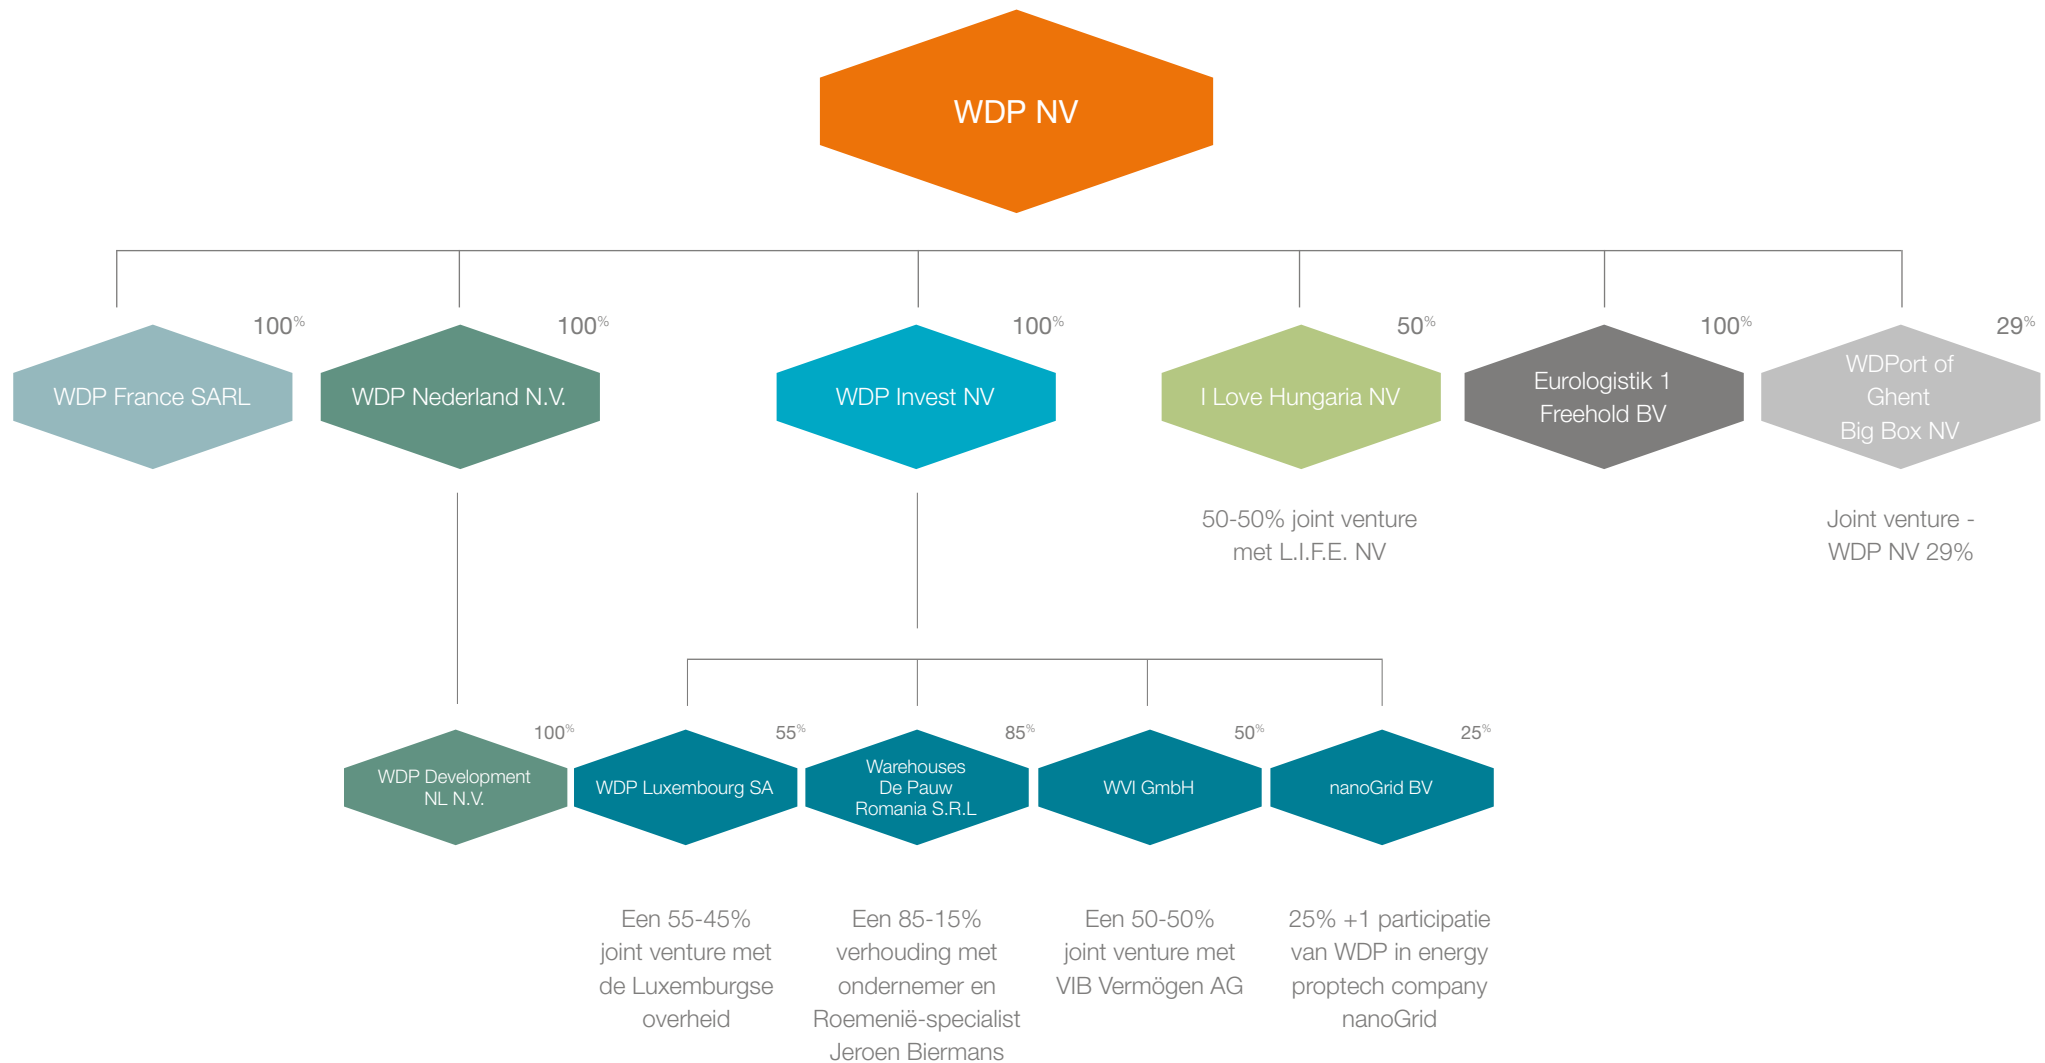 WDP NV
100%
100%
100%
50%
100%
29%
WDP France SARL
WDP Nederland N.V.
WDP Invest NV
I Love Hungaria NV
Eurologistik 1
Freehold BV
WDPort of
Ghent
Big Box NV
50-50% joint venture
met L.I.F.E. NV
Joint venture -
WDP NV 29%
100%
55%
85%
50%
25%
WDP Development
NL N.V.
WDP Luxembourg SA
Warehouses
De Pauw
Romania S.R.L
WVI GmbH
nanoGrid BV
Een 55-45%
joint venture met
de Luxemburgse
overheid
Een 85-15%
verhouding met
ondernemer en
Roemenië-specialist
Jeroen Biermans
Een 50-50%
joint venture met
VIB Vermögen AG
25% +1 participatie
van WDP in energy
proptech company
nanoGrid